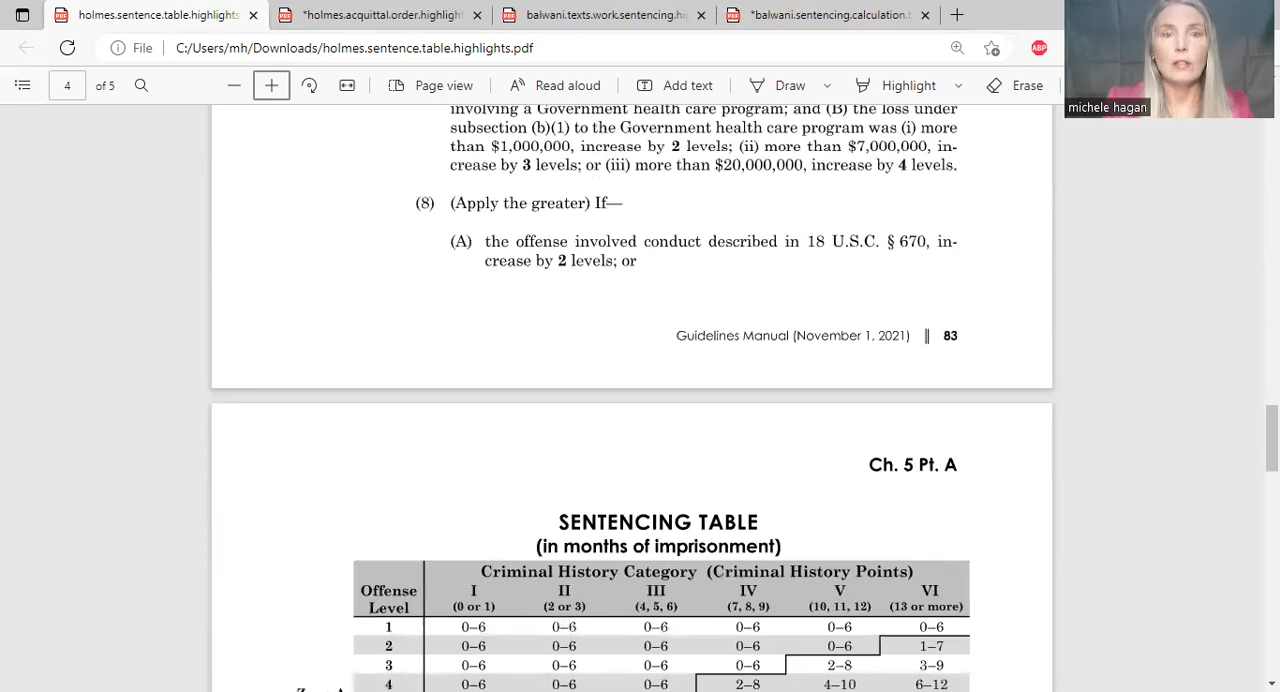 holmes.sentence.table.highlights
*holmes.acquittal.order.highlight
balwani.texts.work.sentencing.hi
*balwani.sentencing.calculation.t
File
C:/Users/mh/Downloads/holmes.sentence.table.highlights.pdf
ABP
4 of 5
Page view
Read aloud
Add text
Draw
Highlight
Erase
michele hagan
involving a Government health care program; and (B) the loss under
subsection (b)(1) to the Government health care program was (i) more
than $1,000,000, increase by 2 levels; (ii) more than $7,000,000, in-
crease by 3 levels; or (iii) more than $20,000,000, increase by 4 levels.
(8) (Apply the greater) If—
(A) the offense involved conduct described in 18 U.S.C. § 670, in-
crease by 2 levels; or
Guidelines Manual (November 1, 2021) ║ 83
Ch. 5 Pt. A
SENTENCING TABLE
(in months of imprisonment)
Criminal History Category (Criminal History Points)
Offense I II III IV V VI
Level (0 or 1) (2 or 3) (4, 5, 6) (7, 8, 9) (10, 11, 12) (13 or more)
1 0–6 0–6 0–6 0–6 0–6 0–6
2 0–6 0–6 0–6 0–6 0–6 1–7
3 0–6 0–6 0–6 0–6 2–8 3–9
4 0–6 0–6 0–6 2–8 4–10 6–12